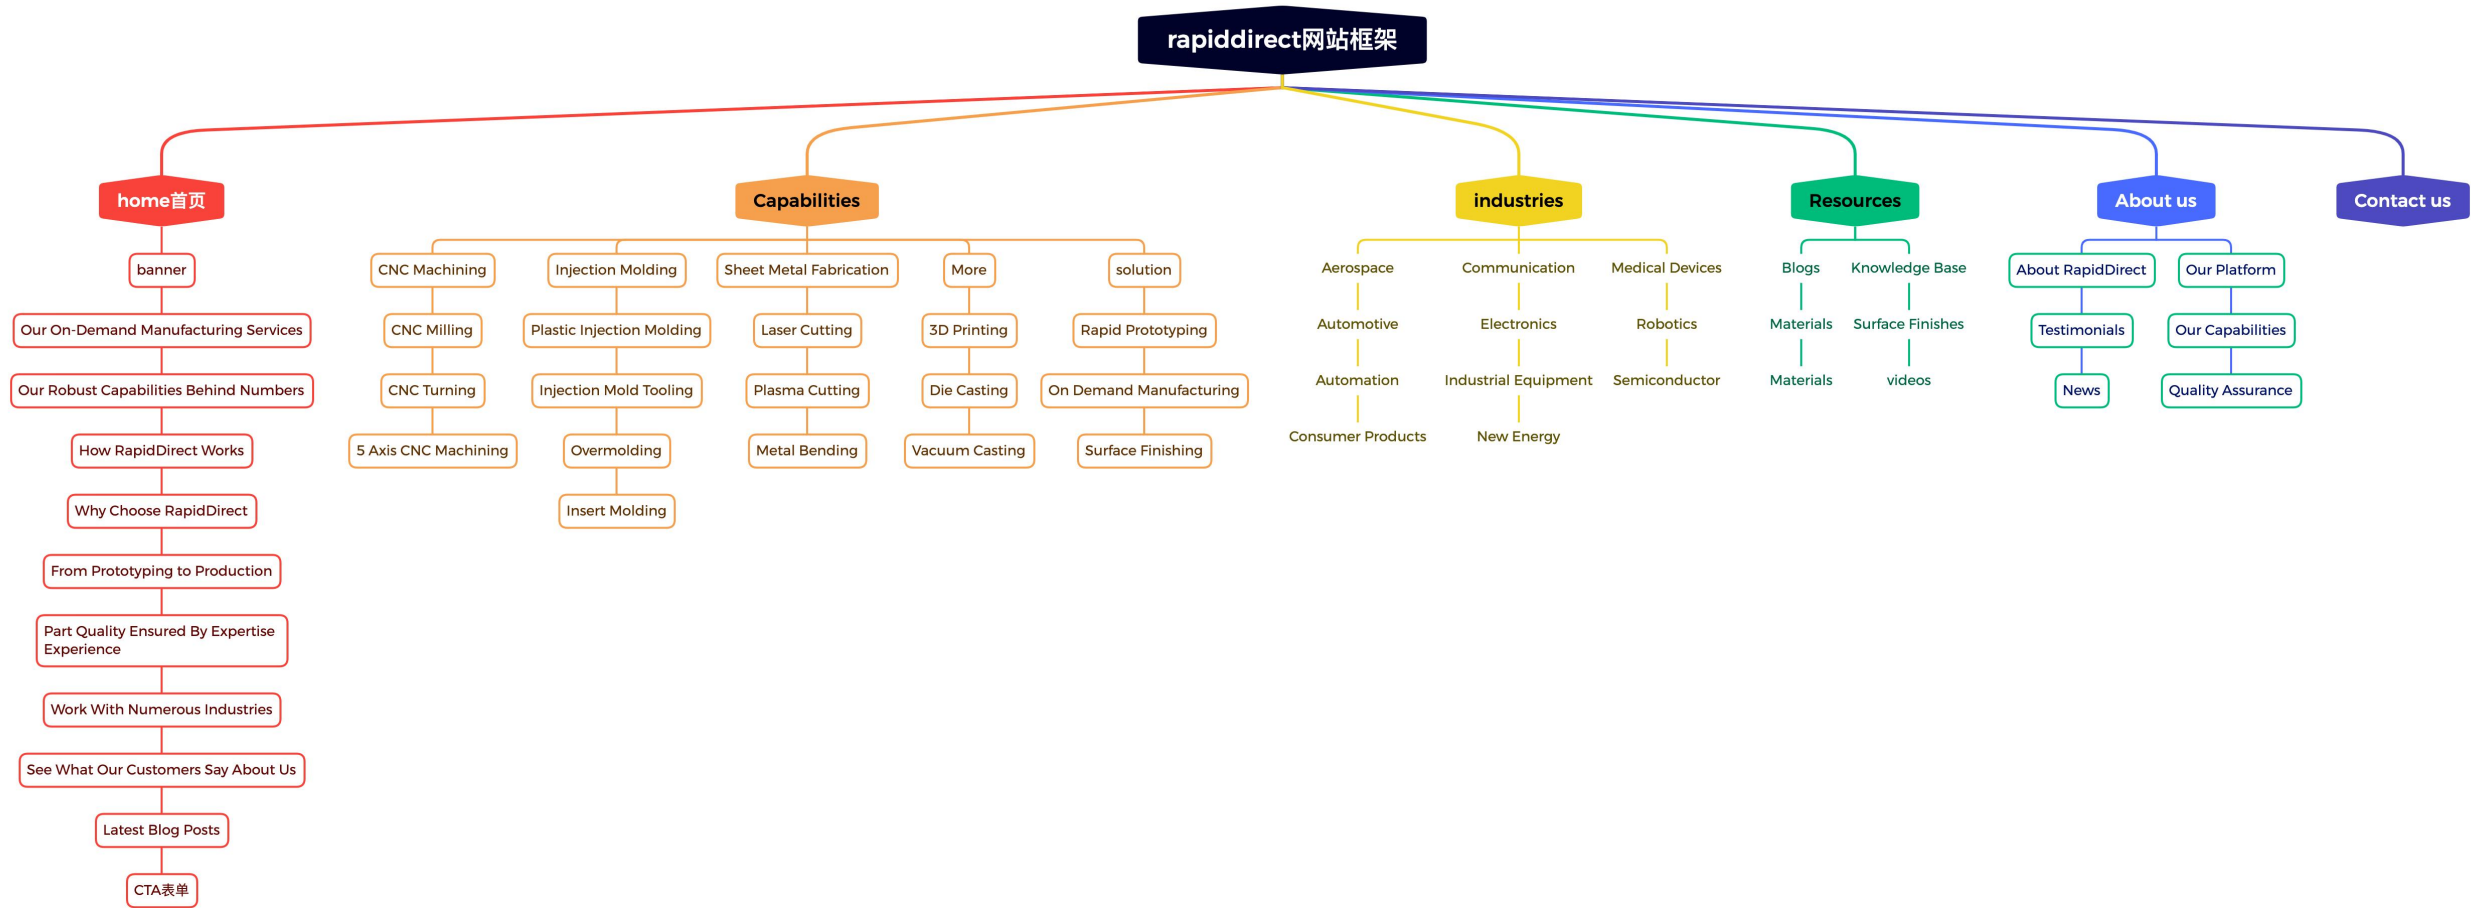 rapiddirect网站框架
home首页
banner
Our On-Demand Manufacturing Services
Our Robust Capabilities Behind Numbers
How RapidDirect Works
Why Choose RapidDirect
From Prototyping to Production
Part Quality Ensured By Expertise
Experience
Work With Numerous Industries
See What Our Customers Say About Us
Latest Blog Posts
CTA表单
Capabilities
CNC Machining
CNC Milling
CNC Turning
5 Axis CNC Machining
Injection Molding
Plastic Injection Molding
Injection Mold Tooling
Overmolding
Insert Molding
Sheet Metal Fabrication
Laser Cutting
Plasma Cutting
Metal Bending
More
3D Printing
Die Casting
Vacuum Casting
solution
Rapid Prototyping
On Demand Manufacturing
Surface Finishing
industries
Aerospace
Automotive
Automation
Consumer Products
Communication
Electronics
Industrial Equipment
New Energy
Medical Devices
Robotics
Semiconductor
Resources
Blogs
Materials
Materials
Knowledge Base
Surface Finishes
videos
About us
About RapidDirect
Testimonials
News
Our Platform
Our Capabilities
Quality Assurance
Contact us